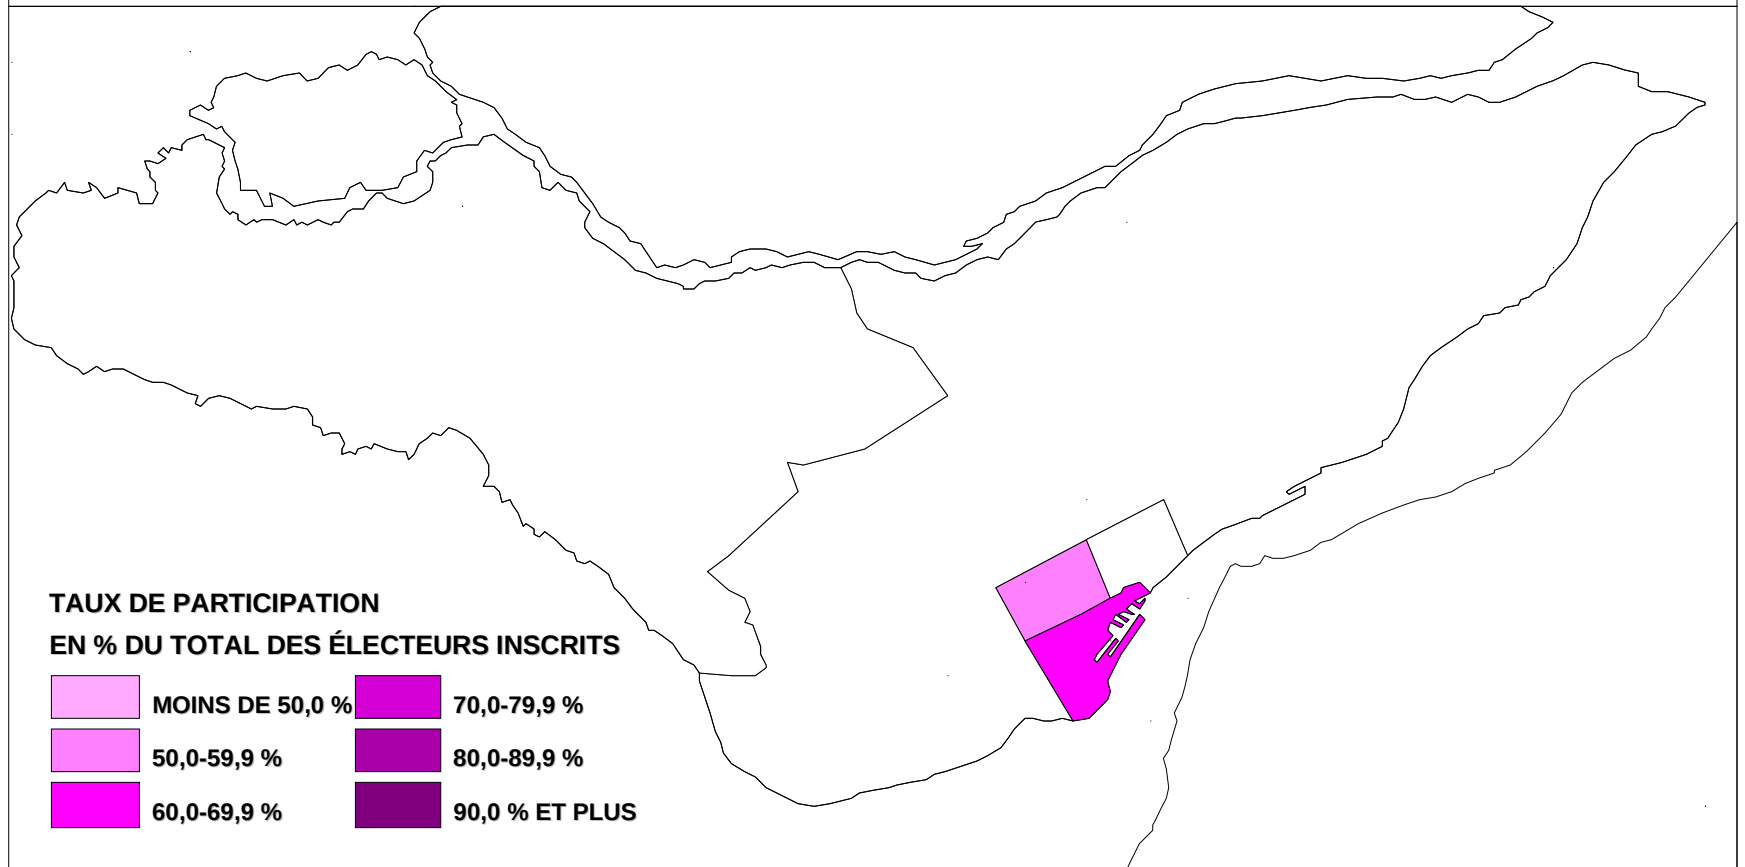 TAUX DE PARTICIPATION
EN % DU TOTAL DES ÉLECTEURS INSCRITS
MOINS DE 50,0 %
50,0-59,9 %
60,0-69,9 %
70,0-79,9 %
80,0-89,9 %
90,0 % ET PLUS